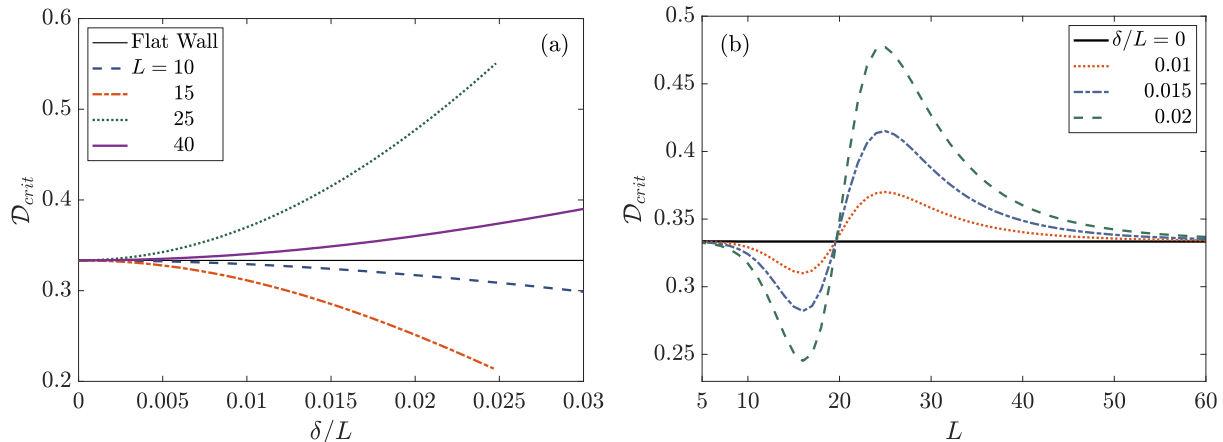 (a)
Flat Wall
L = 10
15
25
40
0.6
0.5
0.4
0.3
0.2
𝒟crit
0 0.005 0.01 0.015 0.02 0.025 0.03
δ/L
(b)
δ/L = 0
0.01
0.015
0.02
0.5
0.45
0.4
0.35
0.3
0.25
𝒟crit
5 10 20 30 40 50 60
L